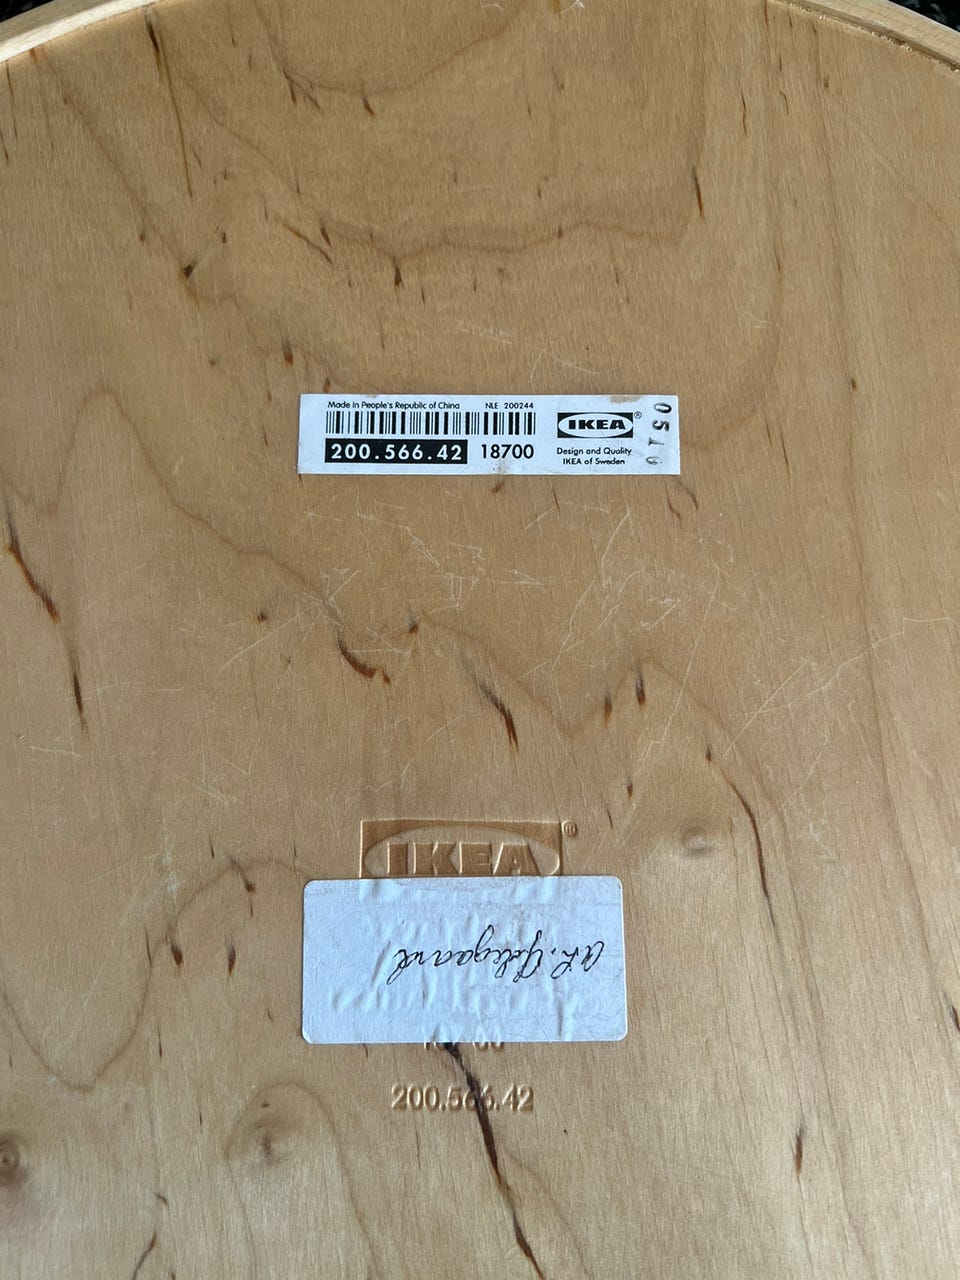 Made in People's Republic of China NLE 200244
200.566.42 18700
IKEA®
Design and Quality
IKEA of Sweden
0510
IKEA®
200.566.42